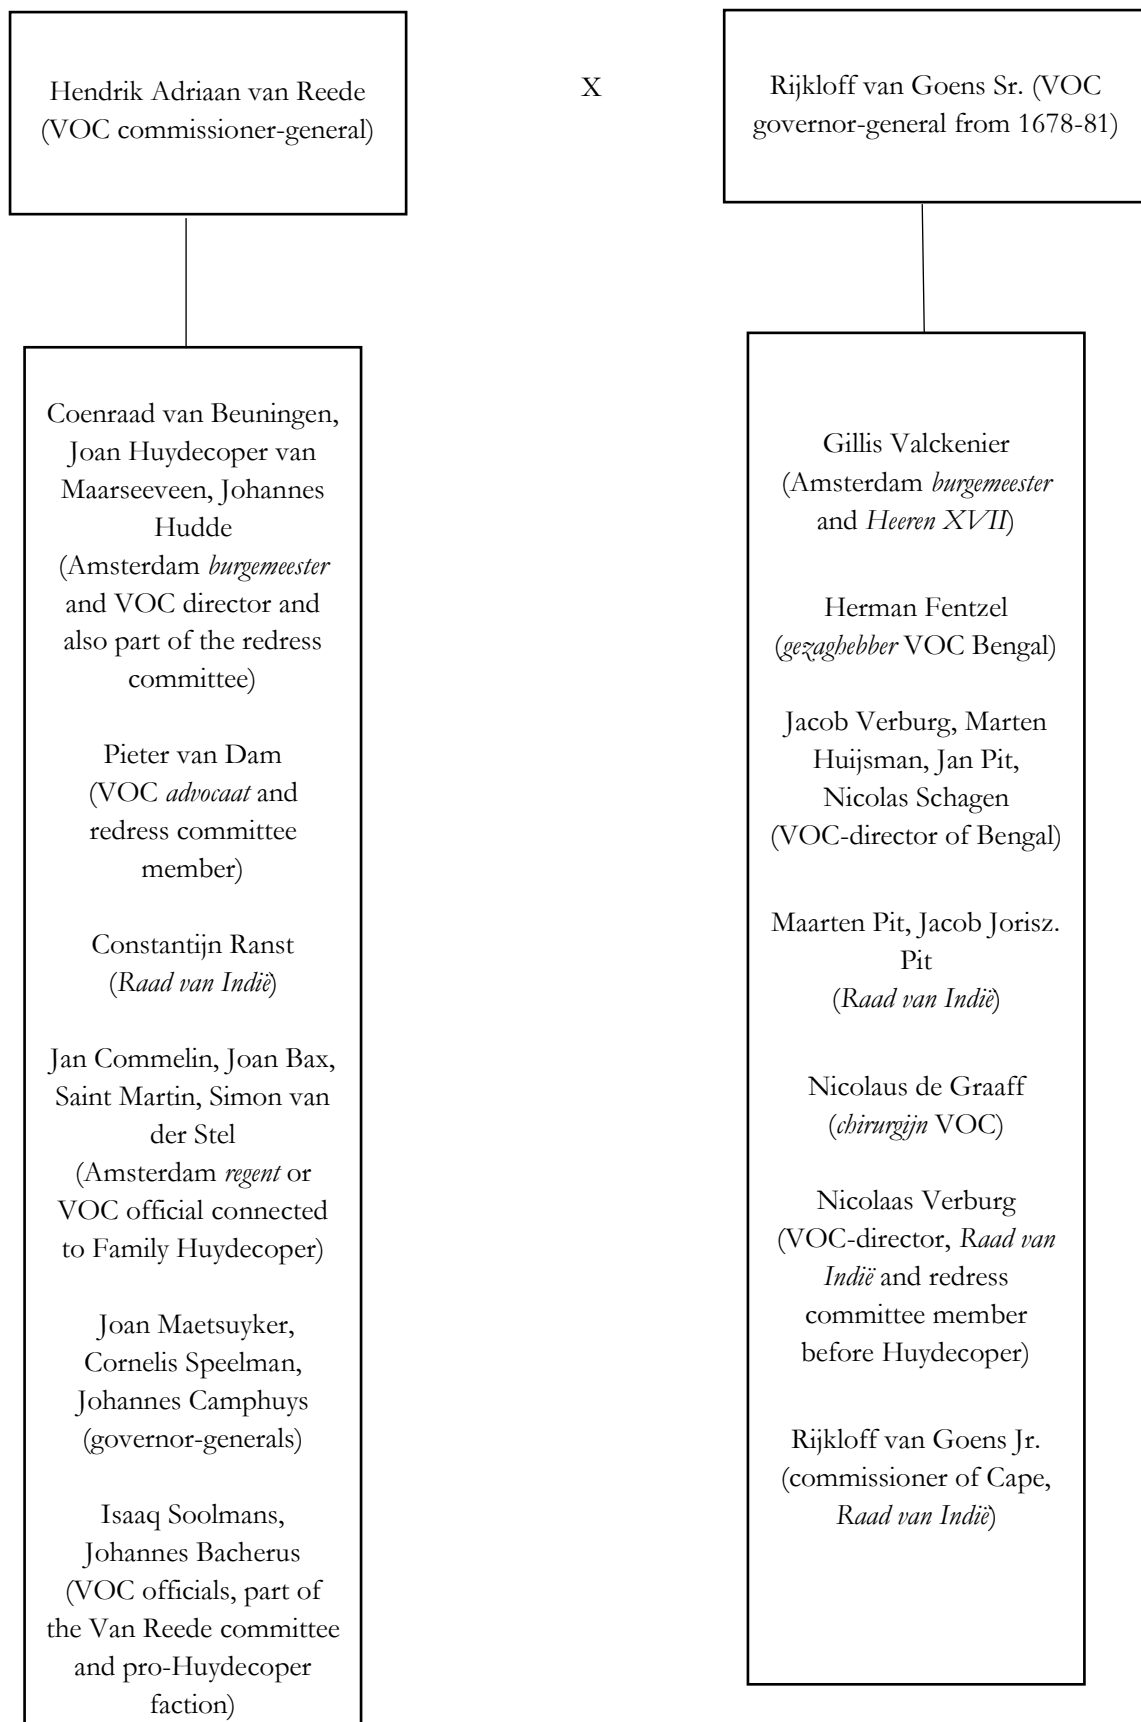 Hendrik Adriaan van Reede
(VOC commissioner-general)
X
Rijkloff van Goens Sr. (VOC
governor-general from 1678-81)
Coenraad van Beuningen,
Joan Huydecoper van
Maarseeveen, Johannes
Hudde
(Amsterdam burgemeester
and VOC director and
also part of the redress
committee)
Pieter van Dam
(VOC advocaat and
redress committee
member)
Constantijn Ranst
(Raad van Indië)
Jan Commelin, Joan Bax,
Saint Martin, Simon van
der Stel
(Amsterdam regent or
VOC official connected
to Family Huydecoper)
Joan Maetsuyker,
Cornelis Speelman,
Johannes Camphuys
(governor-generals)
Isaaq Soolmans,
Johannes Bacherus
(VOC officials, part of
the Van Reede committee
and pro-Huydecoper
faction)
Gillis Valckenier
(Amsterdam burgemeester
and Heeren XVII)
Herman Fentzel
(gezaghebber VOC Bengal)
Jacob Verburg, Marten
Huijsman, Jan Pit,
Nicolas Schagen
(VOC-director of Bengal)
Maarten Pit, Jacob Jorisz.
Pit
(Raad van Indië)
Nicolaus de Graaff
(chirurgijn VOC)
Nicolaas Verburg
(VOC-director, Raad van
Indië and redress
committee member
before Huydecoper)
Rijkloff van Goens Jr.
(commissioner of Cape,
Raad van Indië)